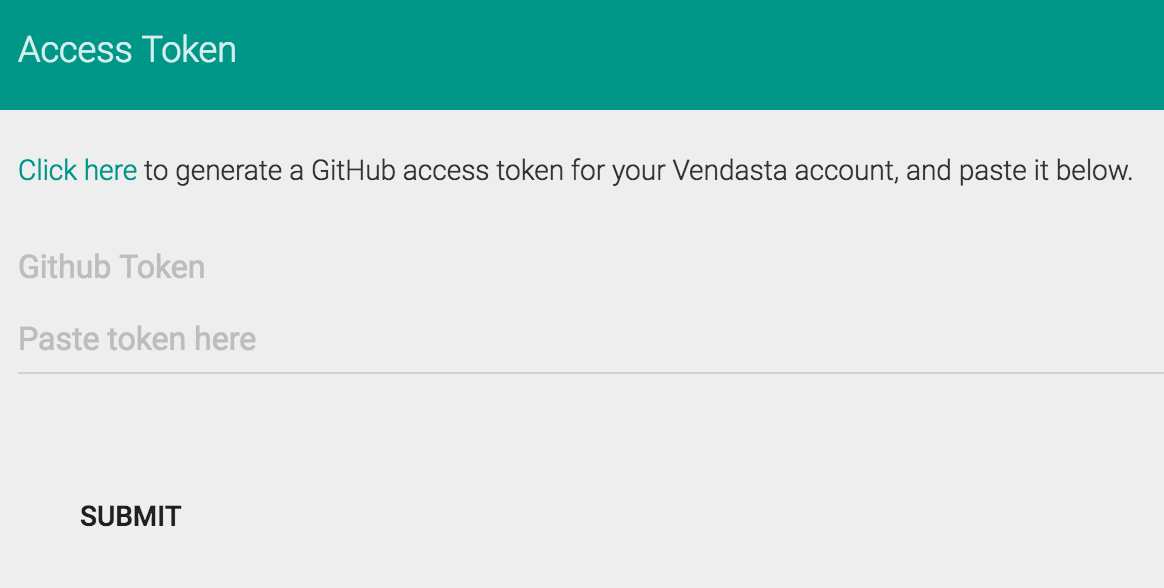 Access Token
Click here to generate a GitHub access token for your Vendasta account, and paste it below.
Github Token
Paste token here
SUBMIT